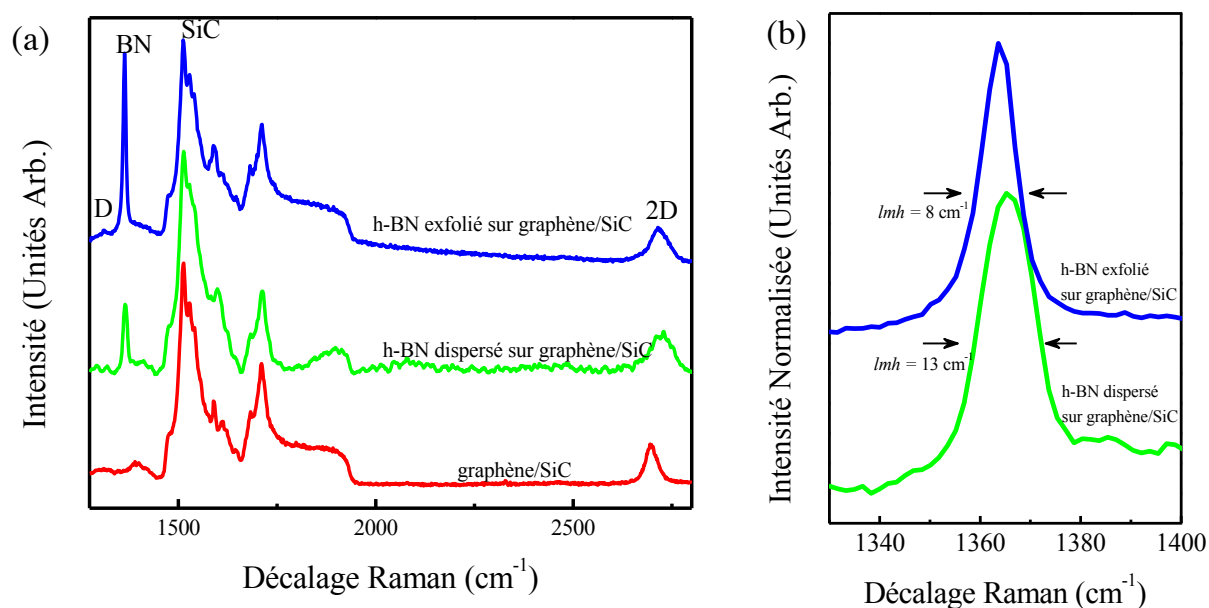 (a)
BN
SiC
D
2D
h-BN exfolié sur graphène/SiC
h-BN dispersé sur graphène/SiC
graphène/SiC
Intensité (Unités Arb.)
1500
2000
2500
Décalage Raman (cm⁻¹)
(b)
lmh = 8 cm⁻¹
h-BN exfolié
sur graphène/SiC
lmh = 13 cm⁻¹
h-BN dispersé
sur graphène/SiC
Intensité Normalisée (Unités Arb.)
1340
1360
1380
1400
Décalage Raman (cm⁻¹)